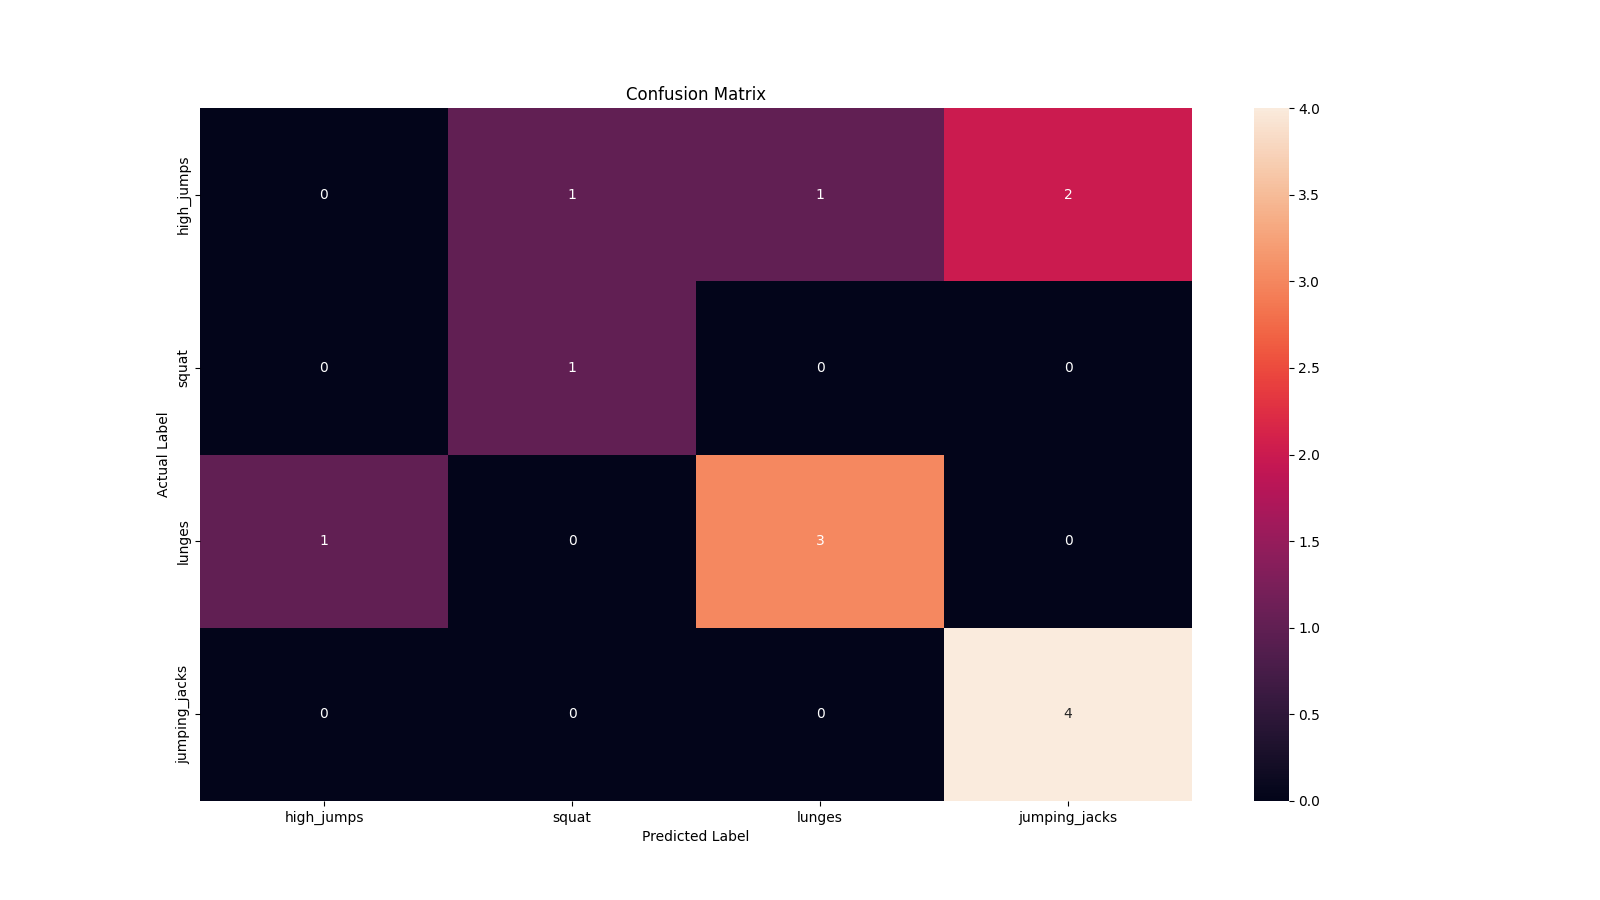 Confusion Matrix
high_jumps
0 1 1 2
squat
0 1 0 0
lunges
1 0 3 0
jumping_jacks
0 0 0 4
Actual Label
high_jumps squat lunges jumping_jacks
Predicted Label
4.0
3.5
3.0
2.5
2.0
1.5
1.0
0.5
0.0